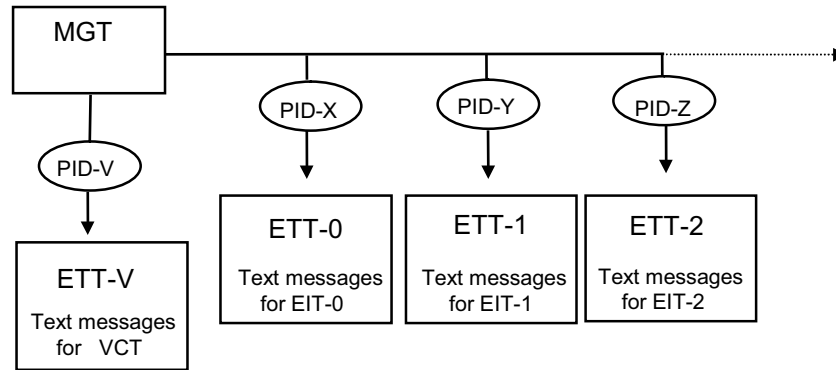 MGT
PID-X
PID-Y
PID-Z
PID-V
ETT-0
Text messages
for EIT-0
ETT-1
Text messages
for EIT-1
ETT-2
Text messages
for EIT-2
ETT-V
Text messages
for VCT